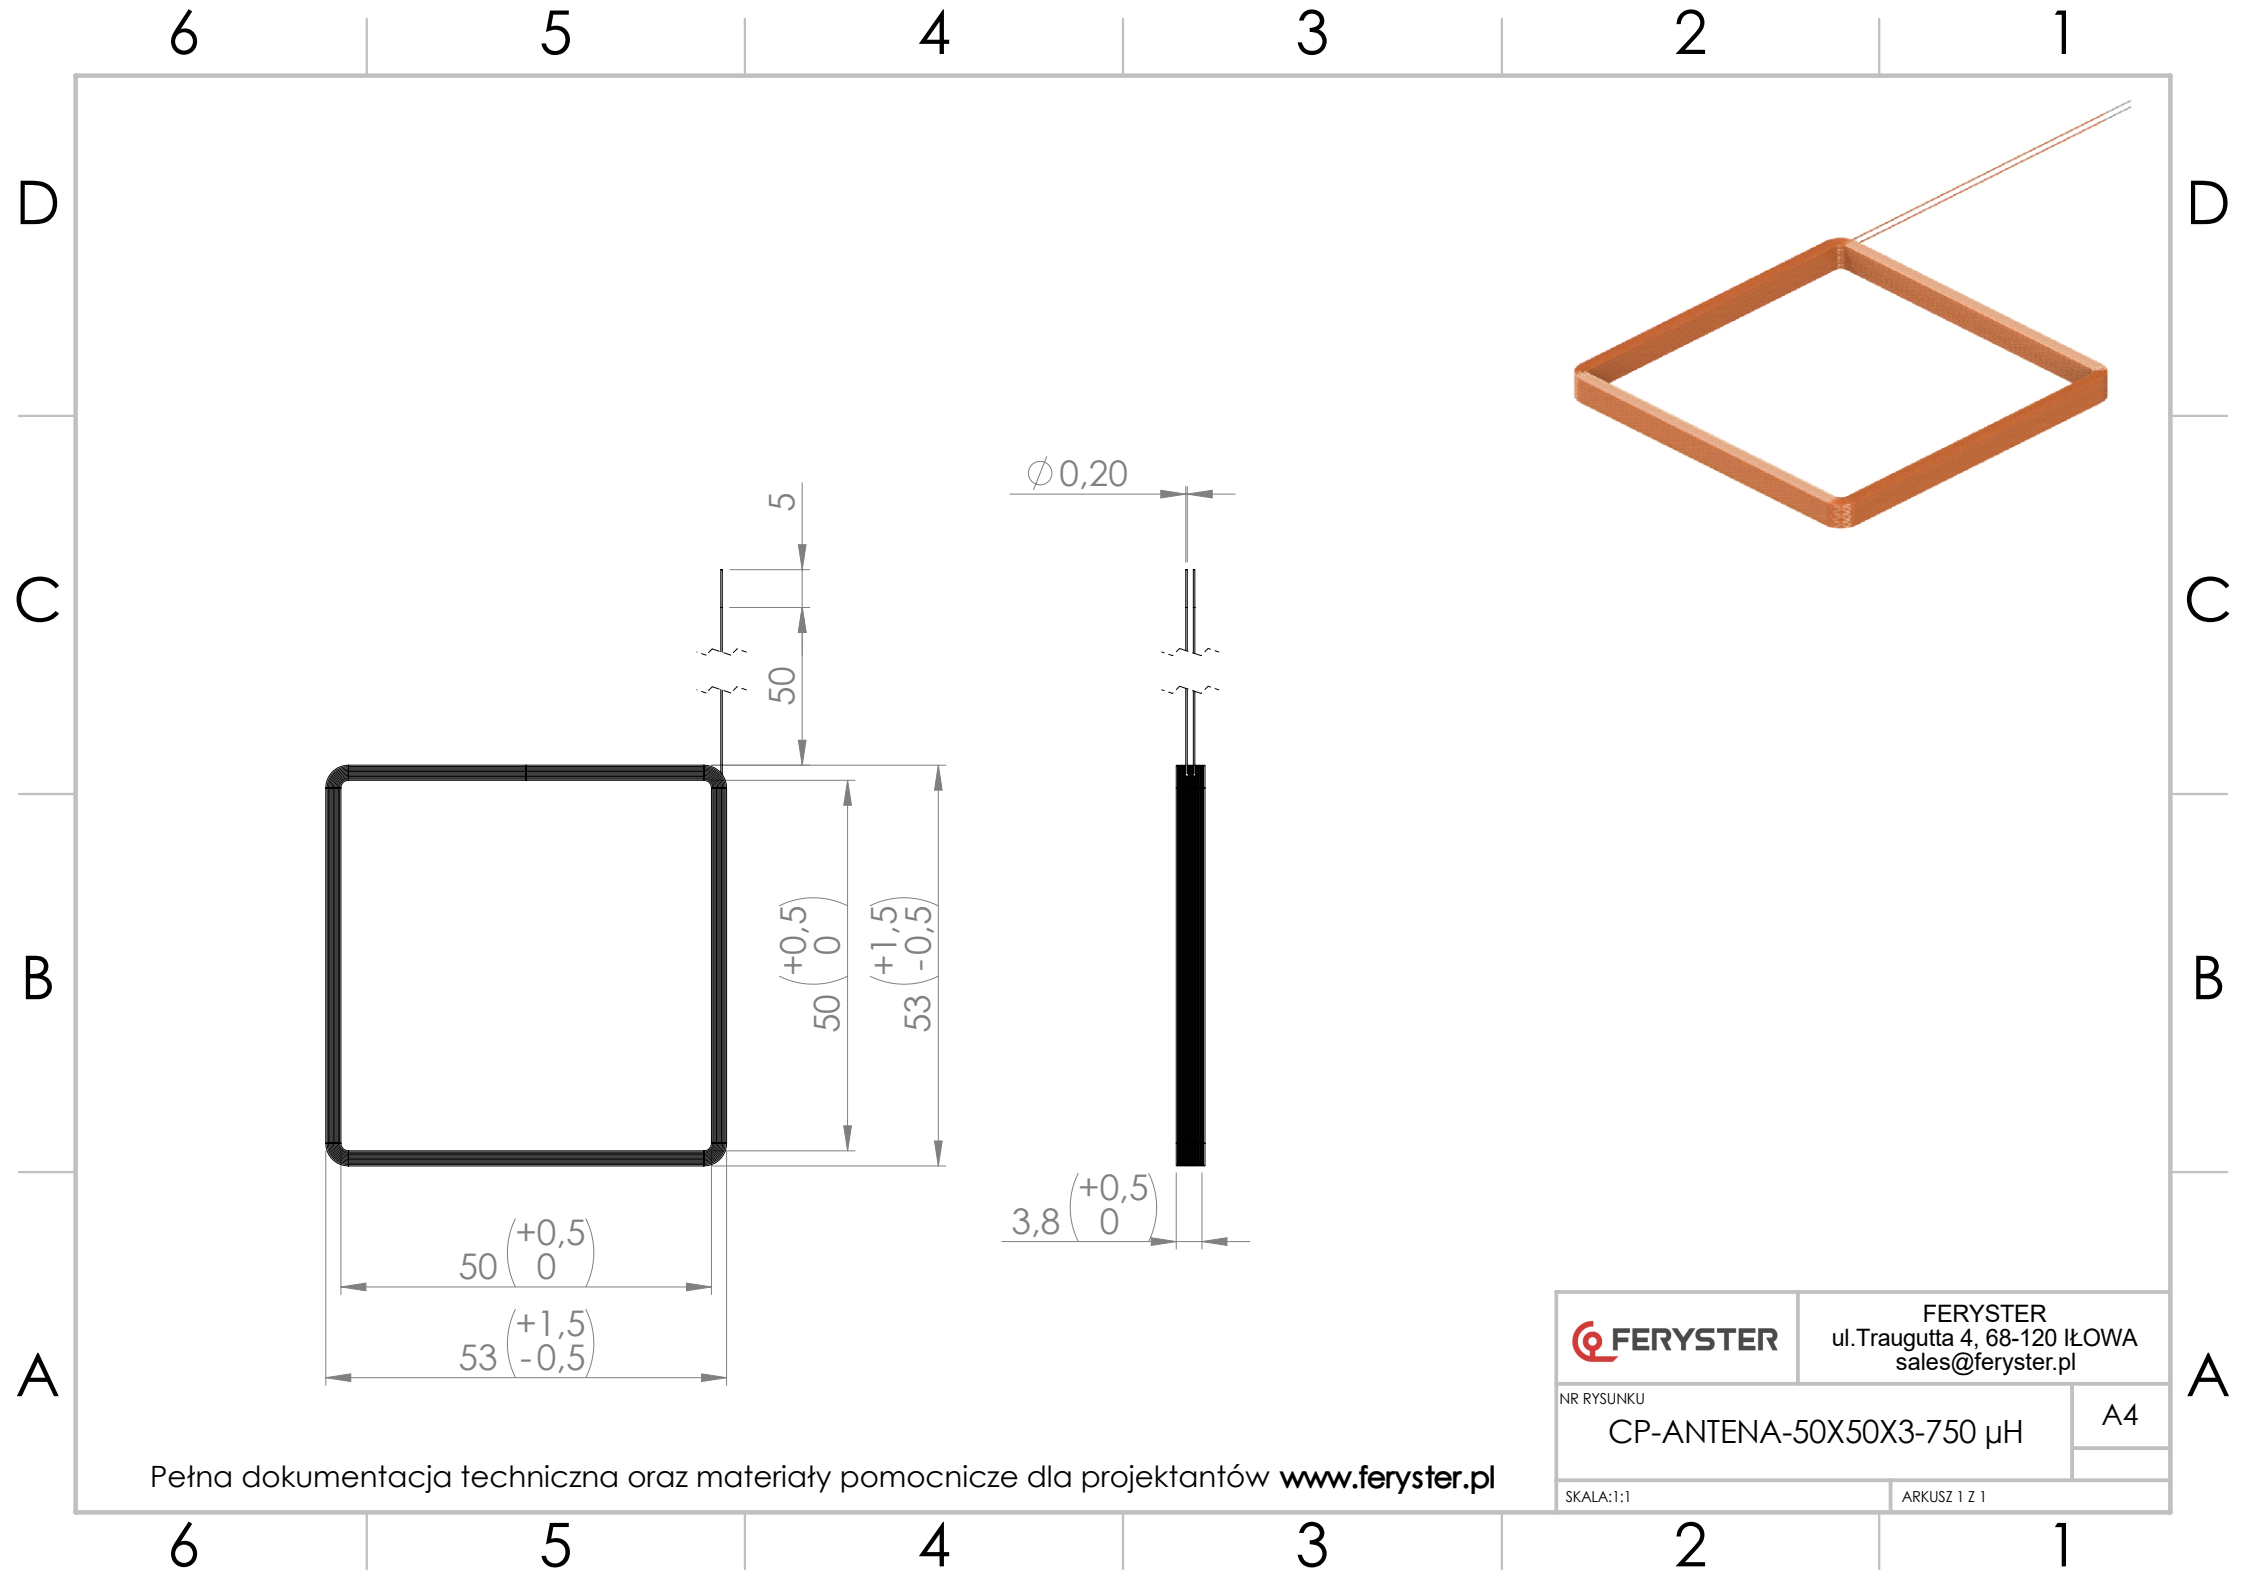 6 5 4 3 2 1
D D
Ø0,20
5
C C
50
50 (+0,5 0)
53 (+1,5 -0,5)
B B
3,8 (+0,5 0)
50 (+0,5 0)
53 (+1,5 -0,5)
A A
FERYSTER
FERYSTER
ul.Traugutta 4, 68-120 IŁOWA
sales@feryster.pl
NR RYSUNKU
CP-ANTENA-50X50X3-750 µH
A4
Pełna dokumentacja techniczna oraz materiały pomocnicze dla projektantów www.feryster.pl
SKALA:1:1
ARKUSZ 1 Z 1
6 5 4 3 2 1